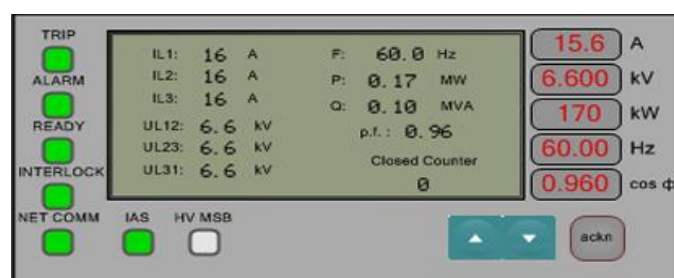 TRIP
ALARM
READY
INTERLOCK
NET COMM
IAS
HV MSB
IL1: 16 A
IL2: 16 A
IL3: 16 A
UL12: 6.6 kV
UL23: 6.6 kV
UL31: 6.6 kV
F: 60.0 Hz
P: 0.17 MW
Q: 0.10 MVA
p.f.: 0.96
Closed Counter
0
15.6 A
6.600 kV
170 kW
60.00 Hz
0.960 cos ф
ackn